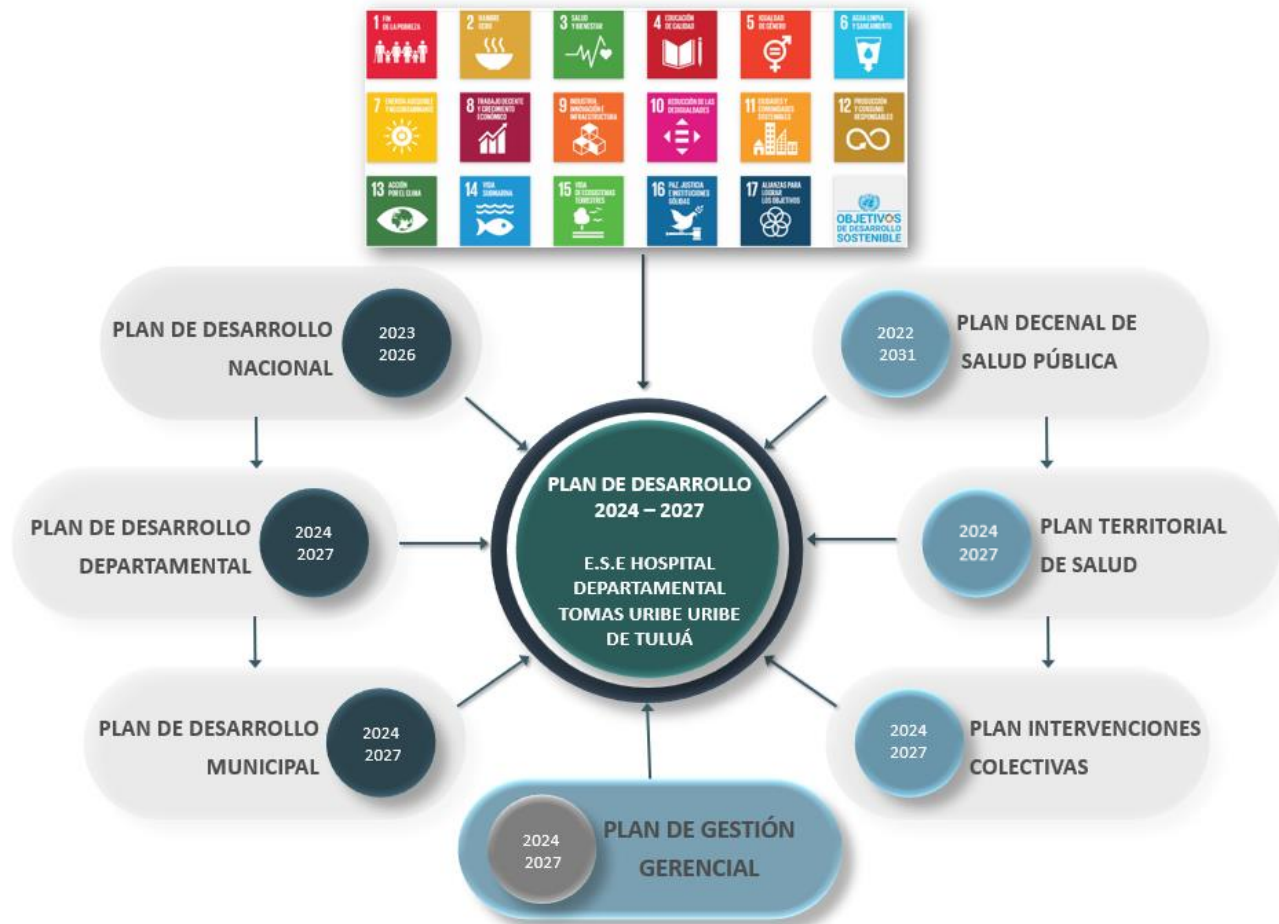 1 FIN
DE LA POBREZA
2 HAMBRE
CERO
3 SALUD
Y BIENESTAR
4 EDUCACIÓN
DE CALIDAD
5 IGUALDAD
DE GÉNERO
6 AGUA LIMPIA
Y SANEAMIENTO
7 ENERGÍA ASEQUIBLE
Y NO CONTAMINANTE
8 TRABAJO DECENTE
Y CRECIMIENTO
ECONÓMICO
9 INDUSTRIA,
INNOVACIÓN E
INFRAESTRUCTURA
10 REDUCCIÓN DE LAS
DESIGUALDADES
11 CIUDADES Y
COMUNIDADES
SOSTENIBLES
12 PRODUCCIÓN
Y CONSUMO
RESPONSABLES
13 ACCIÓN
POR EL CLIMA
14 VIDA
SUBMARINA
15 VIDA
DE ECOSISTEMAS
TERRESTRES
16 PAZ, JUSTICIA
E INSTITUCIONES
SÓLIDAS
17 ALIANZAS PARA
LOGRAR
LOS OBJETIVOS
OBJETIVOS
DE DESARROLLO
SOSTENIBLE
PLAN DE DESARROLLO
NACIONAL
2023
2026
2022
2031
PLAN DECENAL DE
SALUD PÚBLICA
PLAN DE DESARROLLO
DEPARTAMENTAL
2024
2027
PLAN DE DESARROLLO
2024 – 2027
E.S.E HOSPITAL
DEPARTAMENTAL
TOMAS URIBE URIBE
DE TULUÁ
2024
2027
PLAN TERRITORIAL
DE SALUD
PLAN DE DESARROLLO
MUNICIPAL
2024
2027
2024
2027
PLAN INTERVENCIONES
COLECTIVAS
2024
2027
PLAN DE GESTIÓN
GERENCIAL